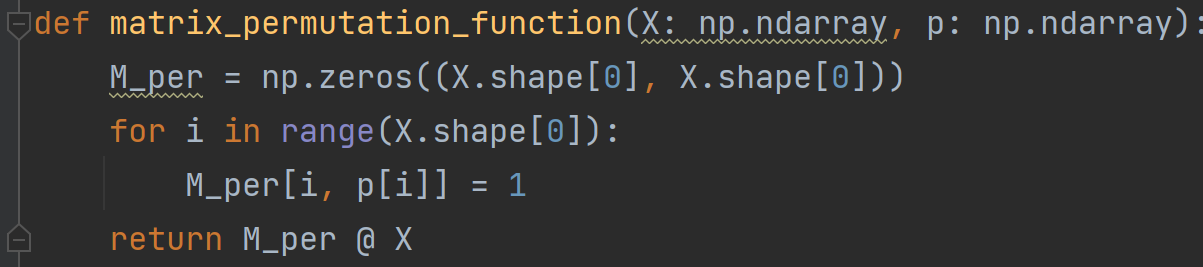 def matrix_permutation_function(X: np.ndarray, p: np.ndarray):
    M_per = np.zeros((X.shape[0], X.shape[0]))
    for i in range(X.shape[0]):
        M_per[i, p[i]] = 1
    return M_per @ X